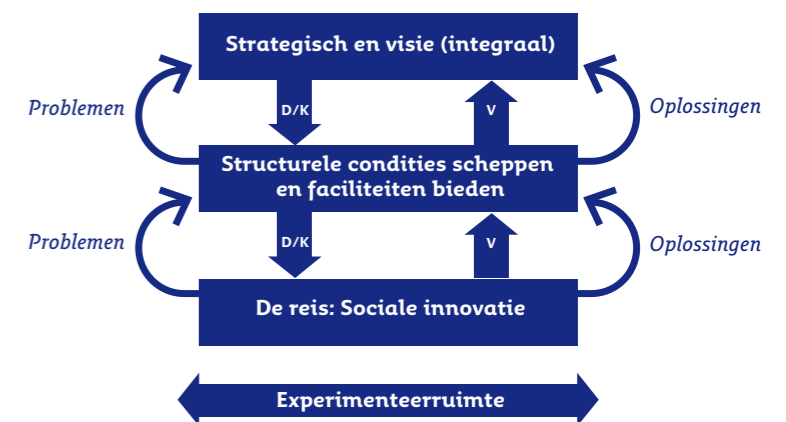 Strategisch en visie (integraal)
Problemen
D/K
V
Oplossingen
Structurele condities scheppen
en faciliteiten bieden
Problemen
D/K
V
Oplossingen
De reis: Sociale innovatie
Experimenteerruimte